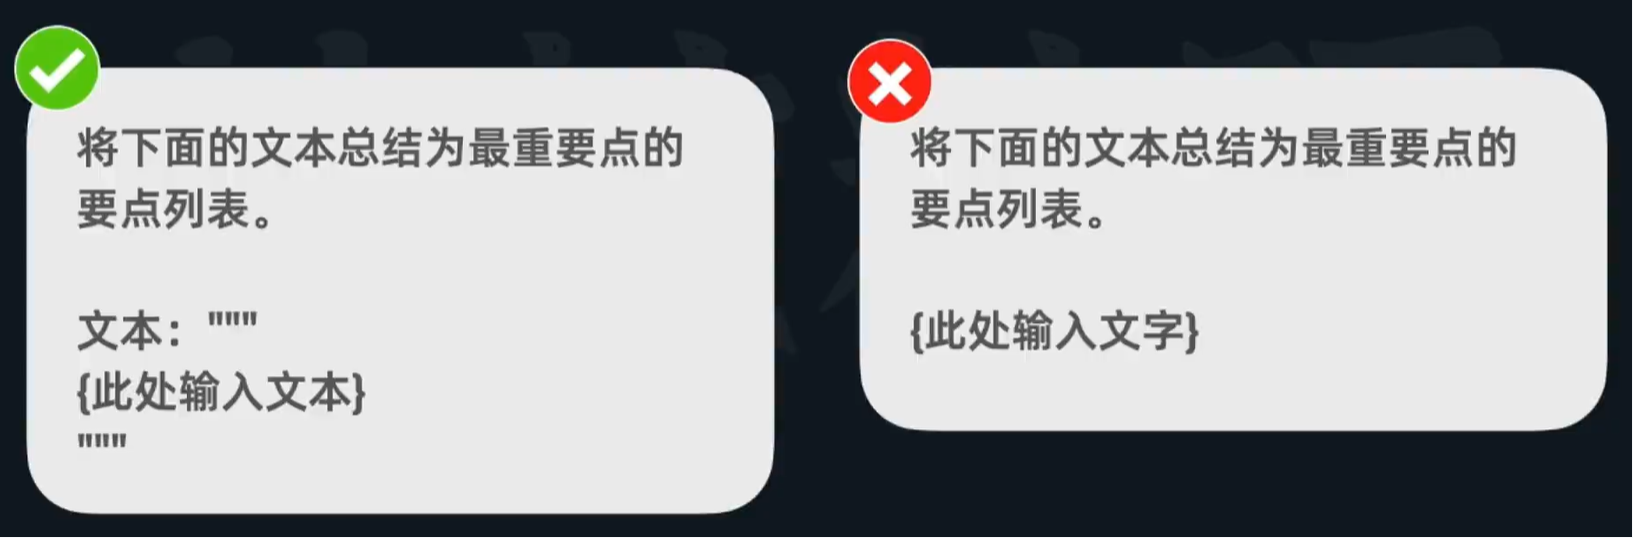 将下面的文本总结为最重要点的
要点列表。
文本："""
{此处输入文本}
"""
将下面的文本总结为最重要点的
要点列表。
{此处输入文字}